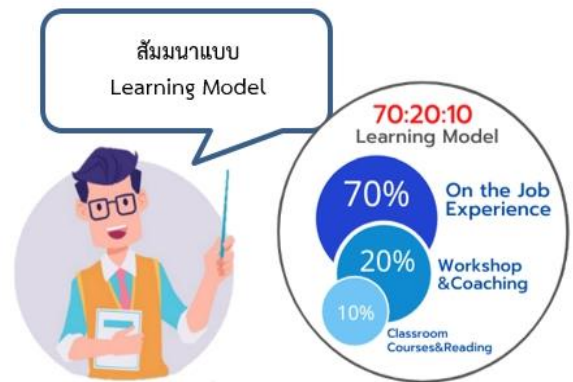 สัมมนาแบบ
Learning Model
70:20:10
Learning Model
70%
On the Job
Experience
20%
Workshop
&Coaching
10%
Classroom
Courses&Reading